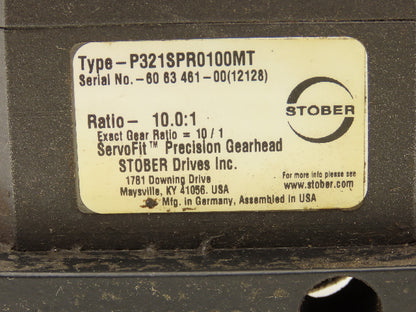 Type-P321SPR0100MT
Serial No.-60 63 461-00(12128)
STOBER
Ratio- 10.0:1
Exact Gear Ratio = 10/1
ServoFit™ Precision Gearhead
STOBER Drives Inc.
1781 Downing Drive
Maysville, KY 41056. USA
Mfg. in Germany, Assembled in USA
For more info please see
www.stober.com